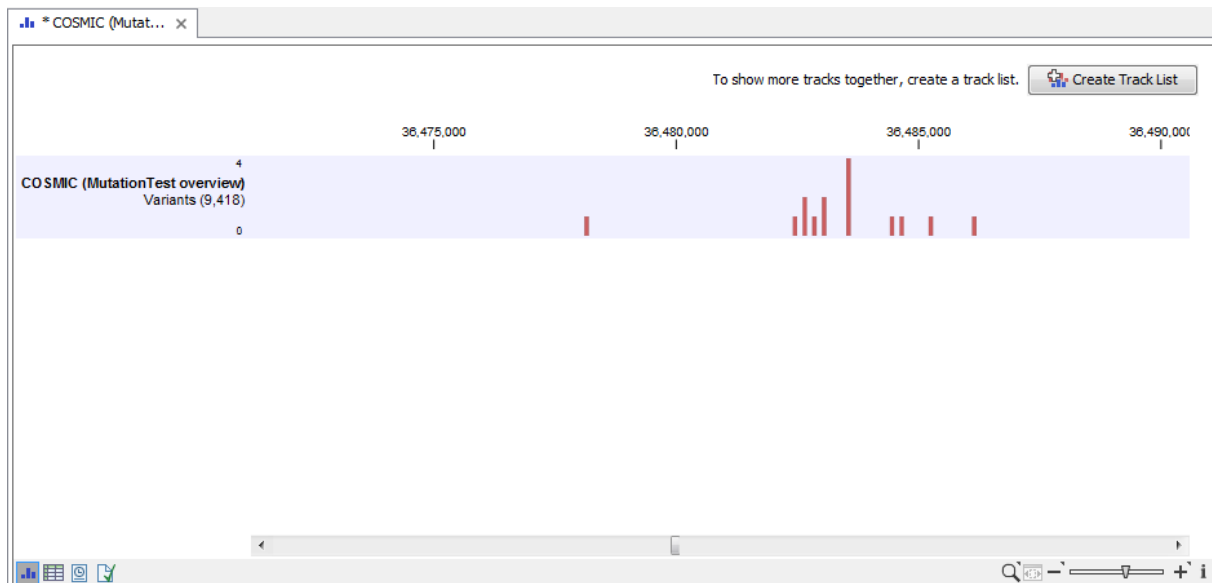 * COSMIC (Mutat...
To show more tracks together, create a track list. Create Track List
36,475,000 36,480,000 36,485,000 36,490,000
4
COSMIC (MutationTest overview)
Variants (9,418)
0